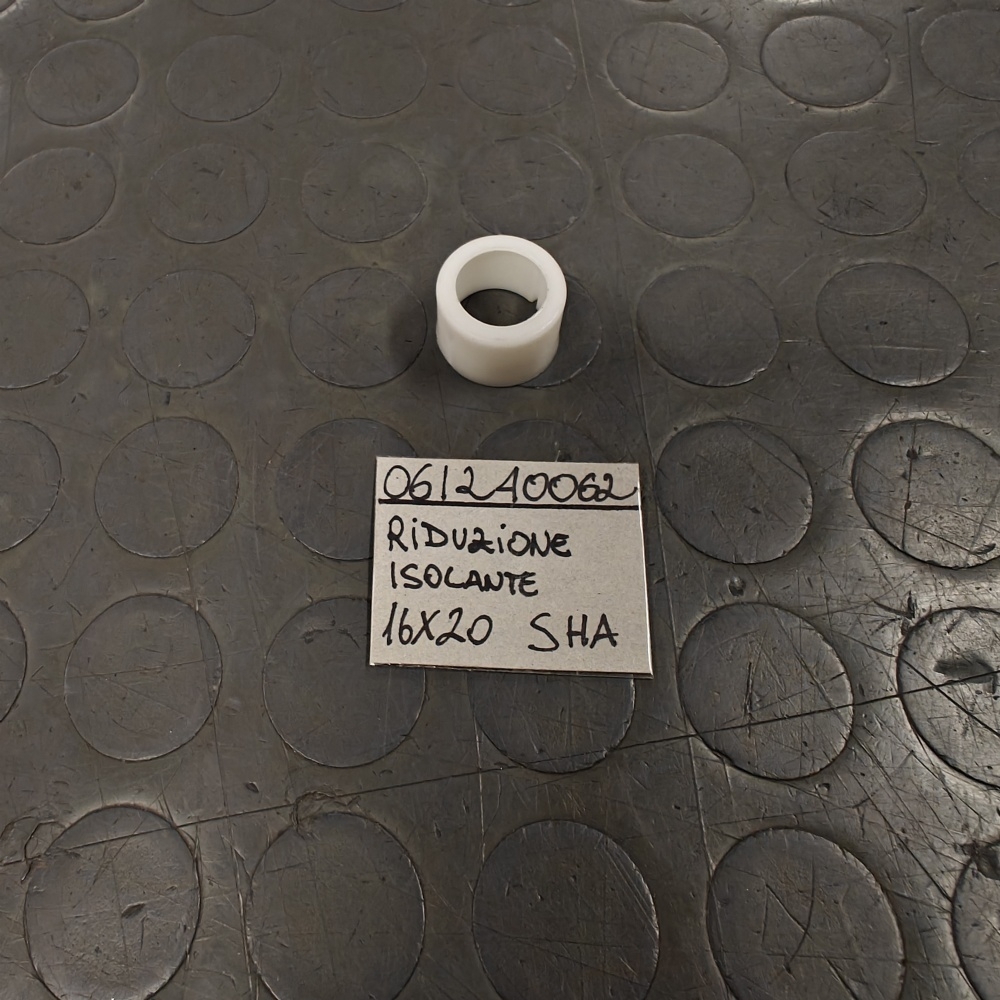 0612A0062
RiDUZiONE
ISOLANTE
16X20 SHA